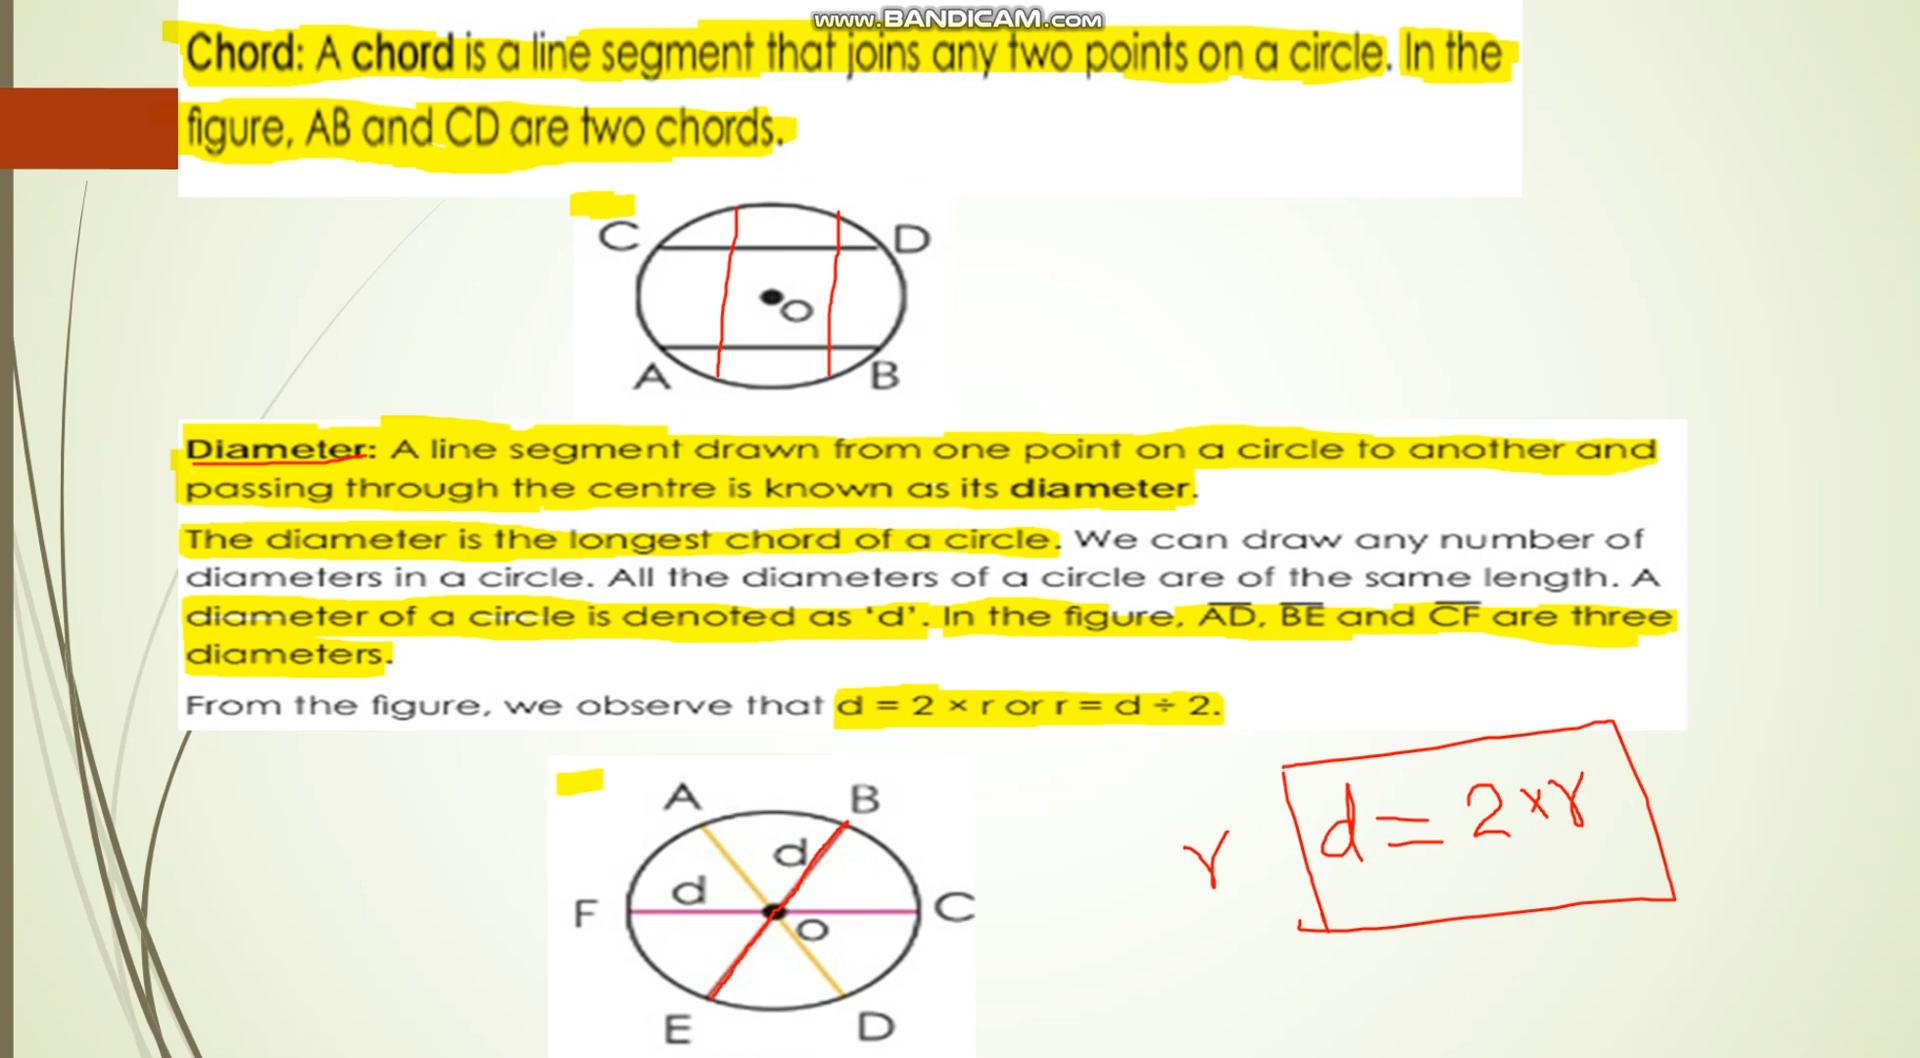 www.BANDICAM.com
Chord: A chord is a line segment that joins any two points on a circle. In the
figure, AB and CD are two chords.
C D
O
A B
Diameter: A line segment drawn from one point on a circle to another and
passing through the centre is known as its diameter.
The diameter is the longest chord of a circle. We can draw any number of
diameters in a circle. All the diameters of a circle are of the same length. A
diameter of a circle is denoted as ‘d’. In the figure, A̅D̅, B̅E̅ and C̅F̅ are three
diameters.
From the figure, we observe that d = 2 × r or r = d ÷ 2.
A B
d
d
F C
O
E D
r
d = 2 × r